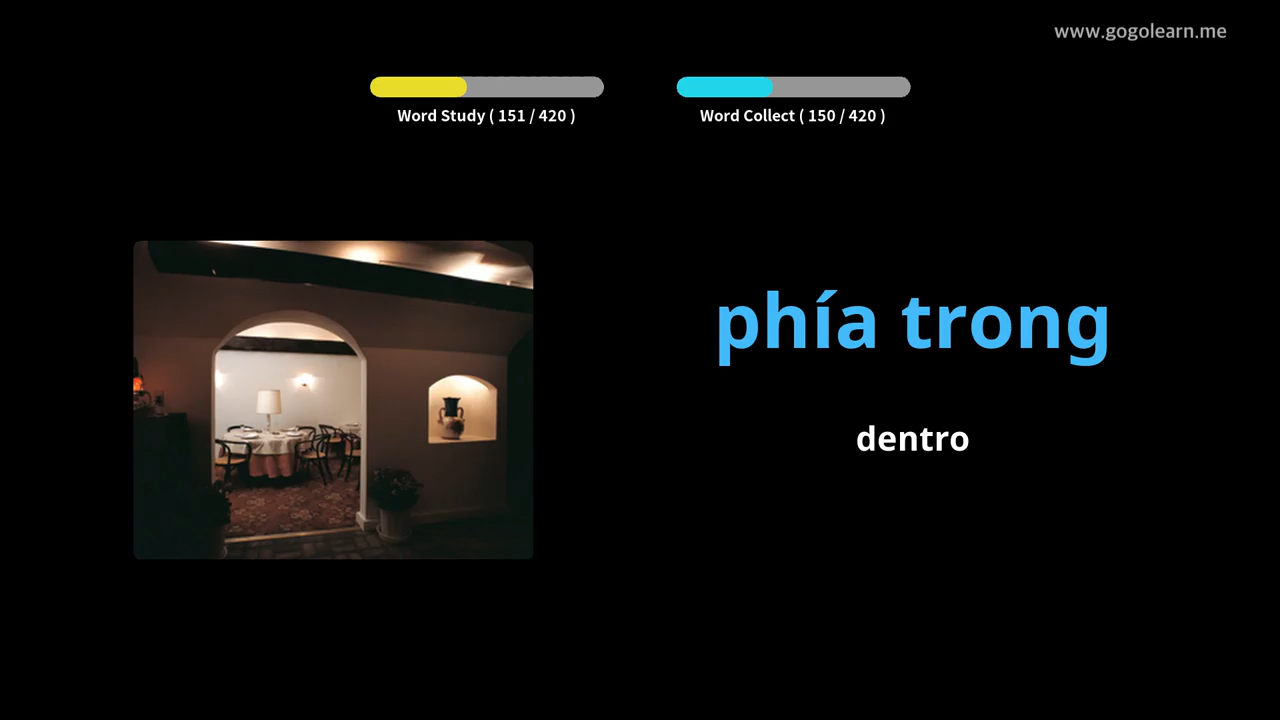 www.gogolearn.me
Word Study ( 151 / 420 )
Word Collect ( 150 / 420 )
phía trong
dentro